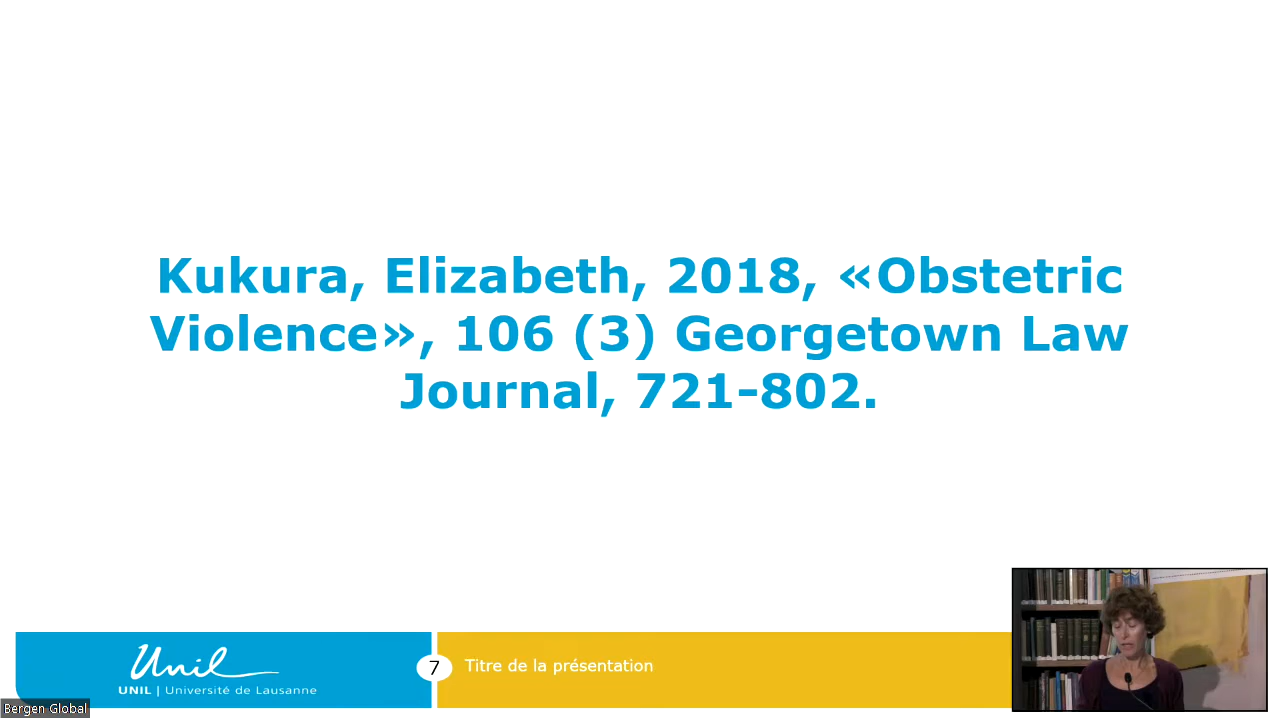 Kukura, Elizabeth, 2018, «Obstetric
Violence», 106 (3) Georgetown Law
Journal, 721-802.
Unil
UNIL | Université de Lausanne
7
Titre de la présentation
Bergen Global